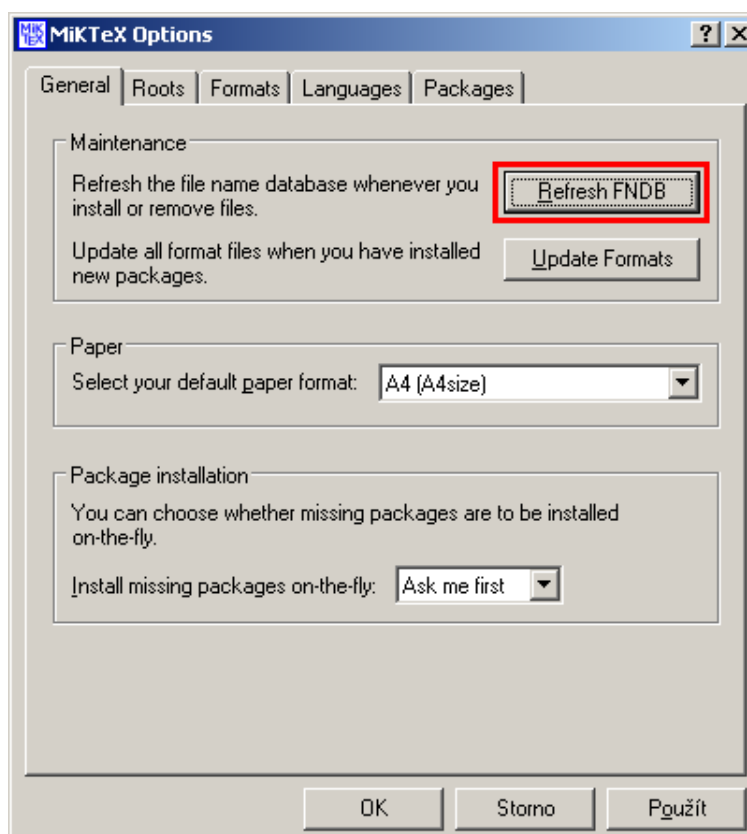 MiKTeX Options
General Roots Formats Languages Packages
Maintenance
Refresh the file name database whenever you
install or remove files.
Refresh FNDB
Update all format files when you have installed
new packages.
Update Formats
Paper
Select your default paper format: A4 (A4size)
Package installation
You can choose whether missing packages are to be installed
on-the-fly.
Install missing packages on-the-fly: Ask me first
OK Storno Použít